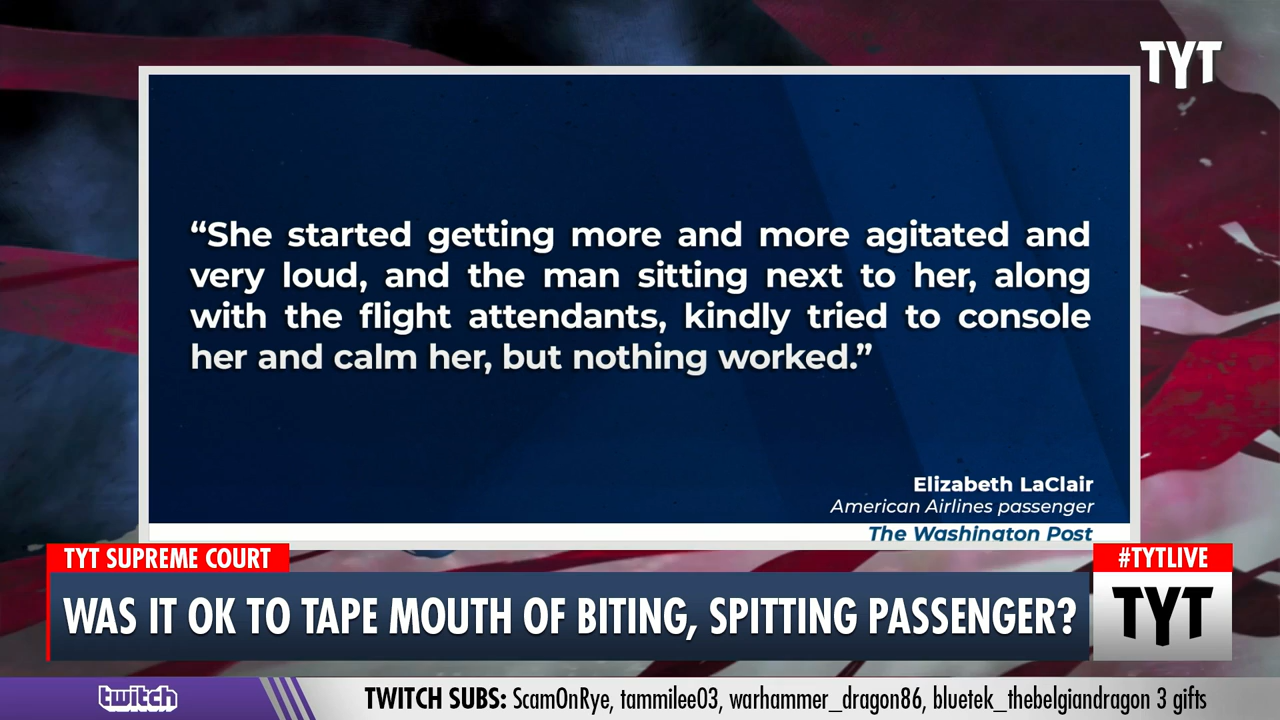 TYT
“She started getting more and more agitated and
very loud, and the man sitting next to her, along
with the flight attendants, kindly tried to console
her and calm her, but nothing worked.”
Elizabeth LaClair
American Airlines passenger
The Washington Post
TYT SUPREME COURT
#TYTLIVE
WAS IT OK TO TAPE MOUTH OF BITING, SPITTING PASSENGER?
TYT
twitch
TWITCH SUBS: ScamOnRye, tammilee03, warhammer_dragon86, bluetek_thebelgiandragon 3 gifts